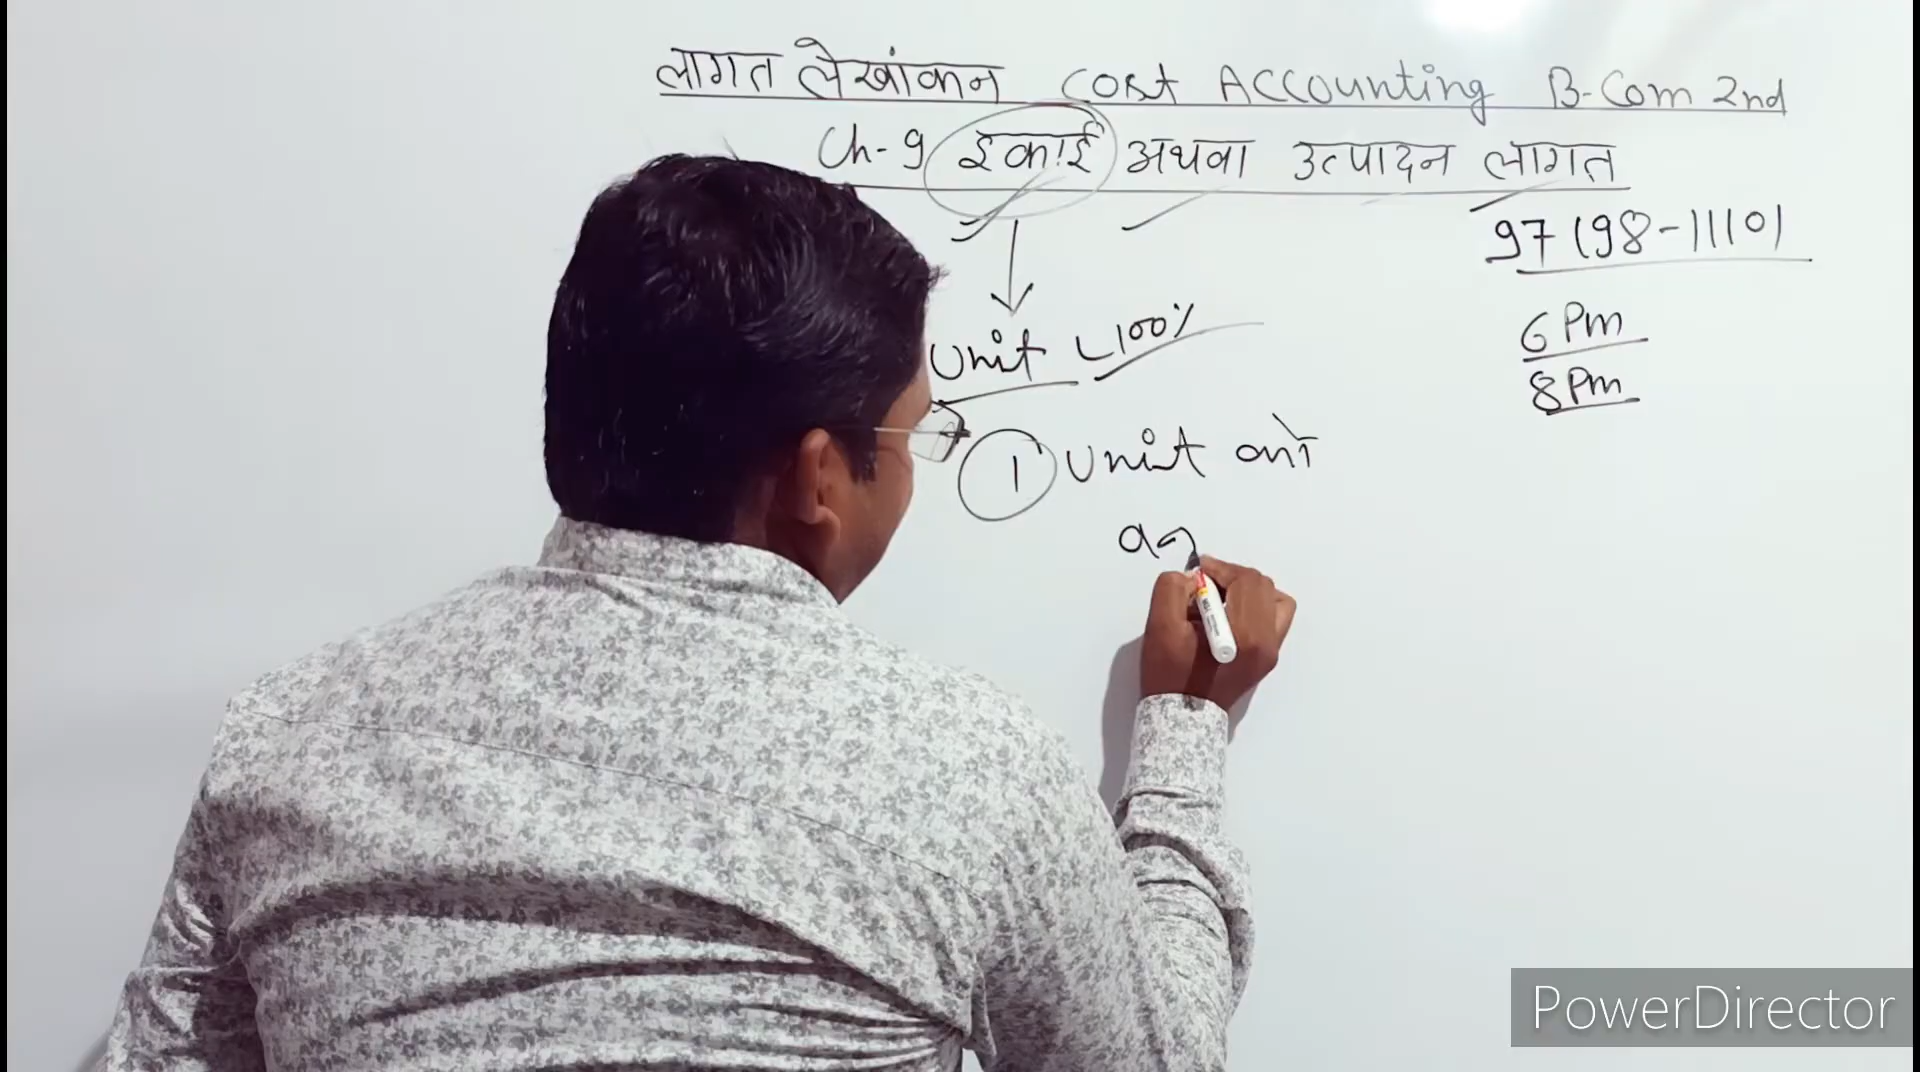 लागत लेखांकन Cost Accounting B-Com 2nd
Ch-9 इकाई अथवा उत्पादन लागत
97198-11101
Unit 100%
6 Pm
8 Pm
1 Unit को